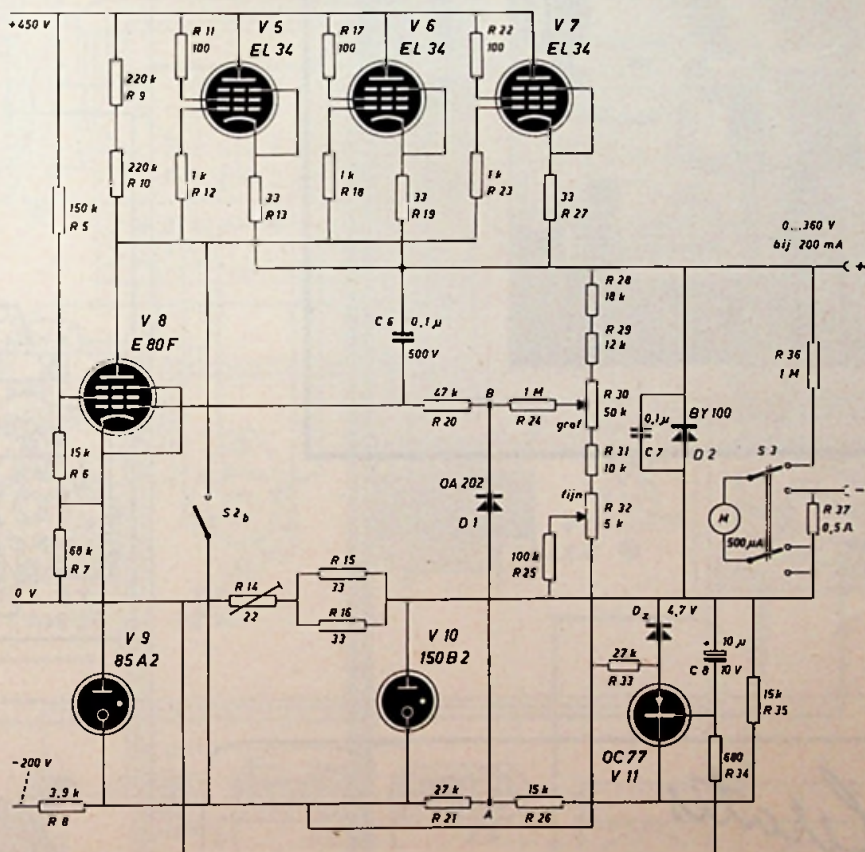 +450 V
R 11
100
V 5
EL 34
R 17
100
V 6
EL 34
R 22
100
V 7
EL 34
220 k
R 9
220 k
R 10
1 k
R 12
33
R 13
1 k
R 18
33
R 19
1 k
R 23
33
R 27
150 k
R 5
0...360 V
bij 200 mA
+
R 28
18 k
R 29
12 k
V 8
E 80 F
C 6
0,1 µ
500 V
R 36
1 M
47 k
R 20
B
1 M
R 24
grof
R 30
50 k
0,1 µ
C 7
BY 100
D 2
15 k
R 6
R 31
10 k
S 3
OA 202
D 1
fijn
R 32
5 k
M
500 µA
−
R 37
0,5 Ω
S 2b
68 k
R 7
100 k
R 25
R 15
33
0 V
R 14
22
R 16
33
Dz
4,7 V
V 9
85 A 2
V 10
150 B 2
27 k
R 33
+
10 µ
C 8
10 V
15 k
R 35
OC 77
V 11
680
R 34
−200 V
3,9 k
R 8
27 k
R 21
A
15 k
R 26